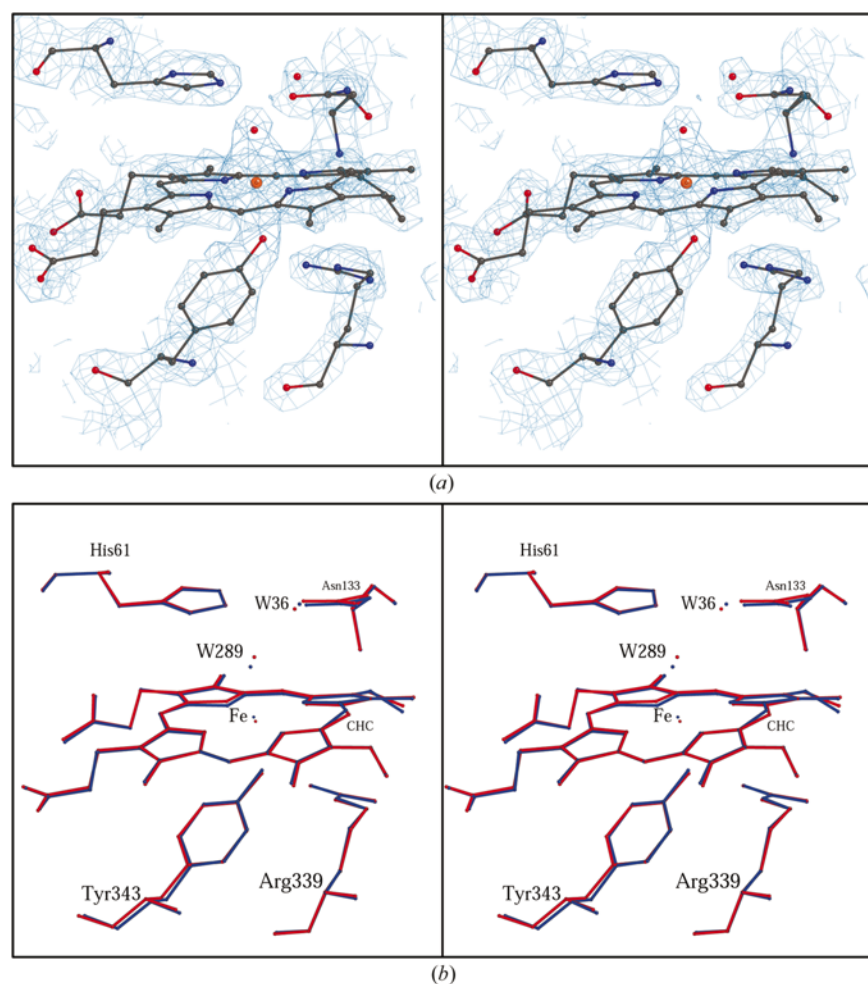 (a)
His61
W36
Asn133
W289
Fe
CHC
Tyr343
Arg339
His61
W36
Asn133
W289
Fe
CHC
Tyr343
Arg339
(b)